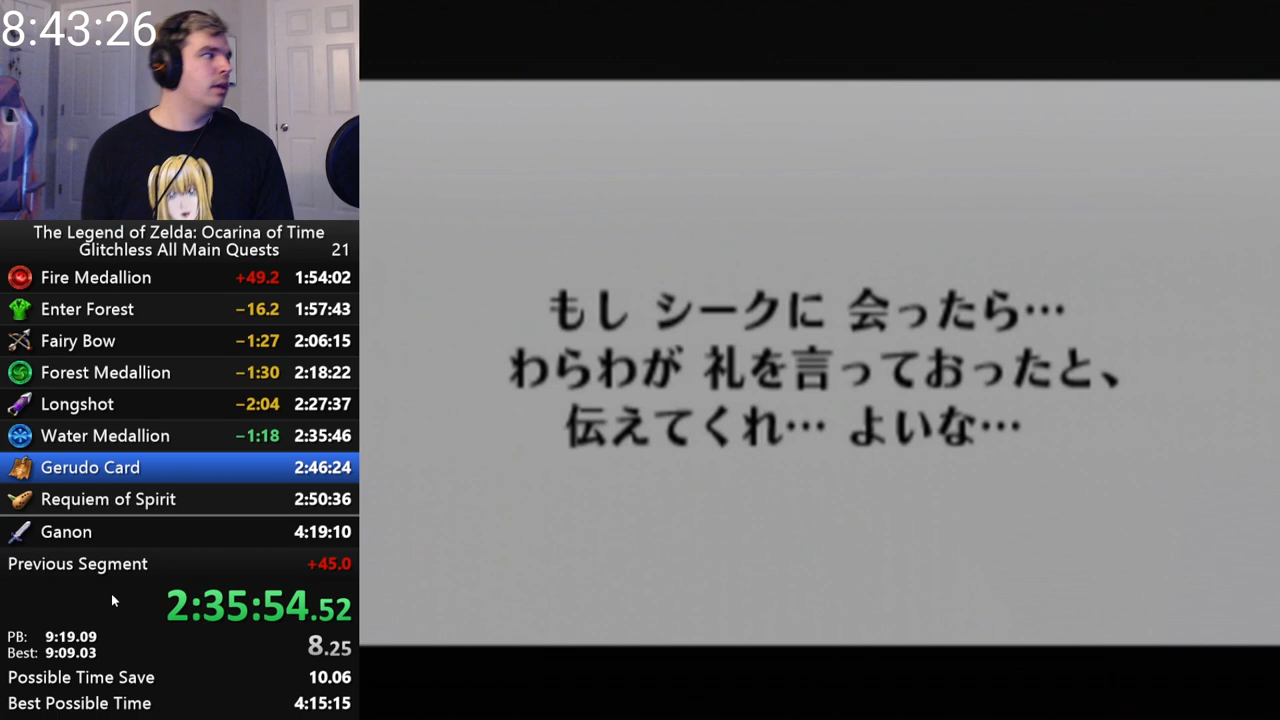 8:43:26
The Legend of Zelda: Ocarina of Time
Glitchless All Main Quests 21
Fire Medallion +49.2 1:54:02
Enter Forest −16.2 1:57:43
Fairy Bow −1:27 2:06:15
Forest Medallion −1:30 2:18:22
Longshot −2:04 2:27:37
Water Medallion −1:18 2:35:46
Gerudo Card 2:46:24
Requiem of Spirit 2:50:36
Ganon 4:19:10
Previous Segment +45.0
2:35:54.52
PB: 9:19.09
Best: 9:09.03
8.25
Possible Time Save 10.06
Best Possible Time 4:15:15
もし シークに 会ったら…
わらわが 礼を言っておったと、
伝えてくれ… よいな…